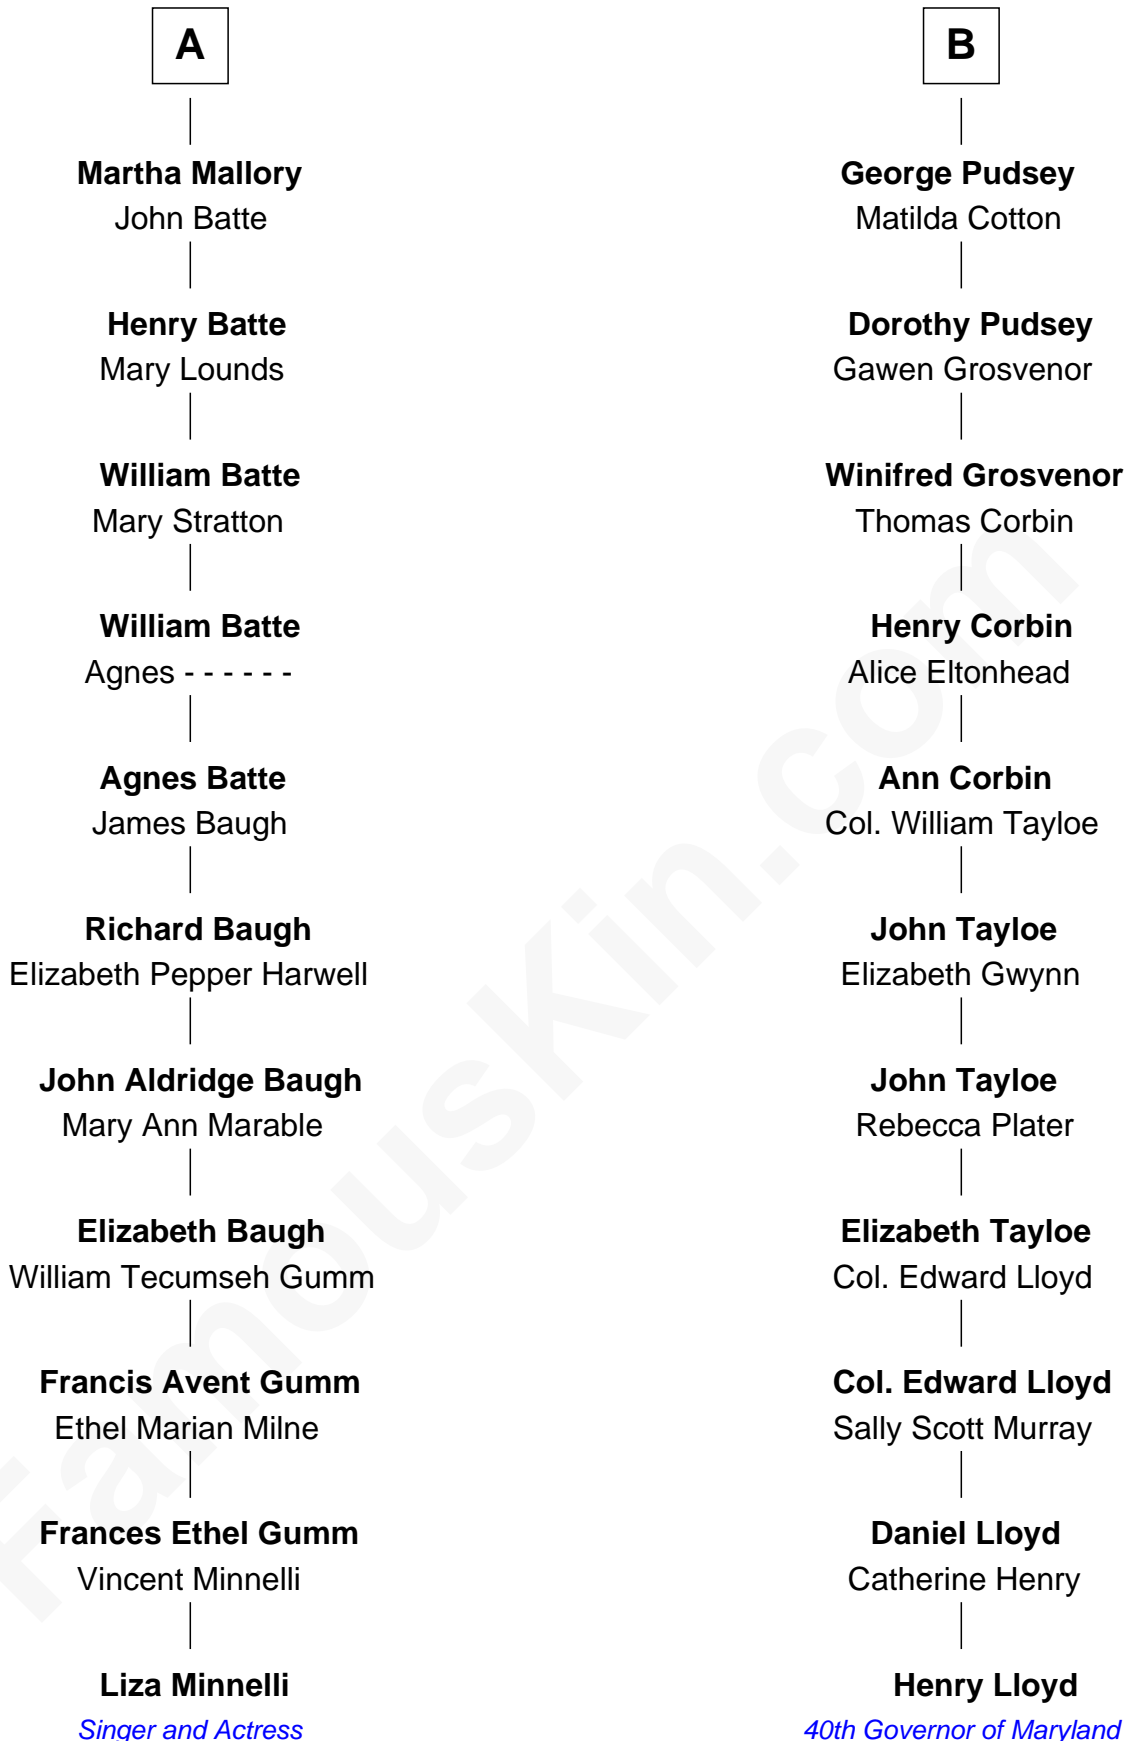 A
Martha Mallory
John Batte
Henry Batte
Mary Lounds
William Batte
Mary Stratton
William Batte
Agnes - - - - - -
Agnes Batte
James Baugh
Richard Baugh
Elizabeth Pepper Harwell
John Aldridge Baugh
Mary Ann Marable
Elizabeth Baugh
William Tecumseh Gumm
Francis Avent Gumm
Ethel Marian Milne
Frances Ethel Gumm
Vincent Minnelli
Liza Minnelli
Singer and Actress
B
George Pudsey
Matilda Cotton
Dorothy Pudsey
Gawen Grosvenor
Winifred Grosvenor
Thomas Corbin
Henry Corbin
Alice Eltonhead
Ann Corbin
Col. William Tayloe
John Tayloe
Elizabeth Gwynn
John Tayloe
Rebecca Plater
Elizabeth Tayloe
Col. Edward Lloyd
Col. Edward Lloyd
Sally Scott Murray
Daniel Lloyd
Catherine Henry
Henry Lloyd
40th Governor of Maryland
FamousKin.com